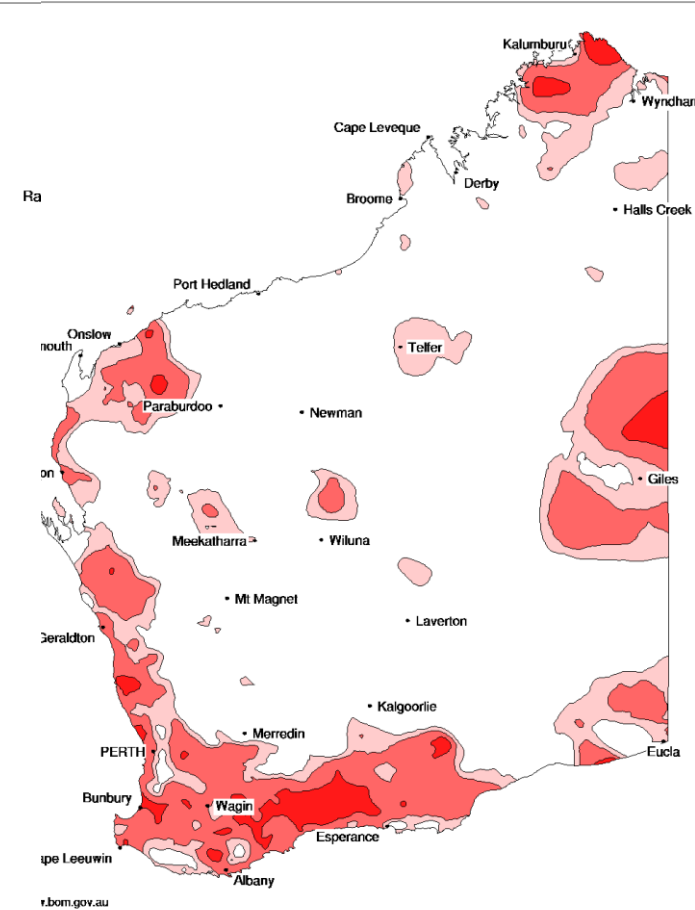 Kalumburu
Wyndham
Cape Leveque
Derby
Ra
Broome
Halls Creek
Port Hedland
Onslow
mouth
Telfer
Paraburdoo
Newman
on
Giles
Meekatharra
Wiluna
Mt Magnet
Laverton
Geraldton
Kalgoorlie
Merredin
PERTH
Eucla
Bunbury
Wagin
Esperance
ape Leeuwin
Albany
v.bom.gov.au